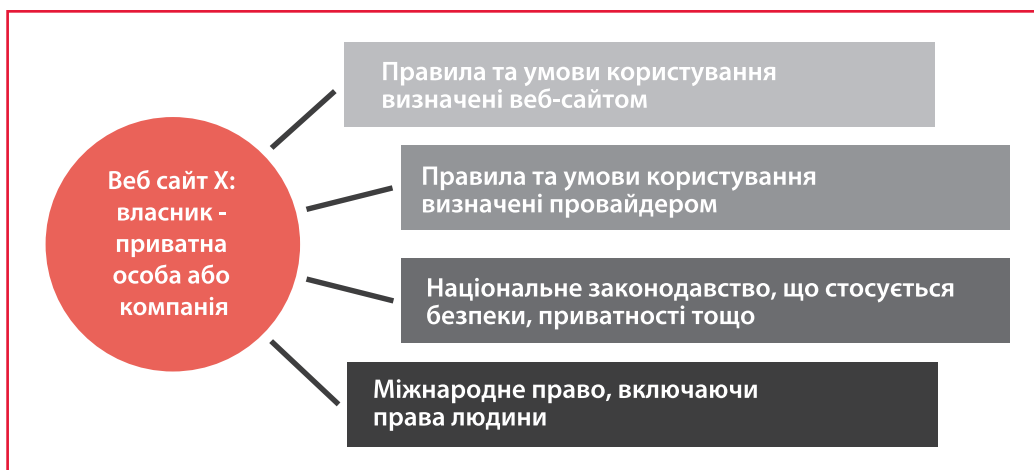 Правила та умови користування
визначені веб-сайтом
Веб сайт X:
власник -
приватна
особа або
компанія
Правила та умови користування
визначені провайдером
Національне законодавство, що стосується
безпеки, приватності тощо
Міжнародне право, включаючи
права людини